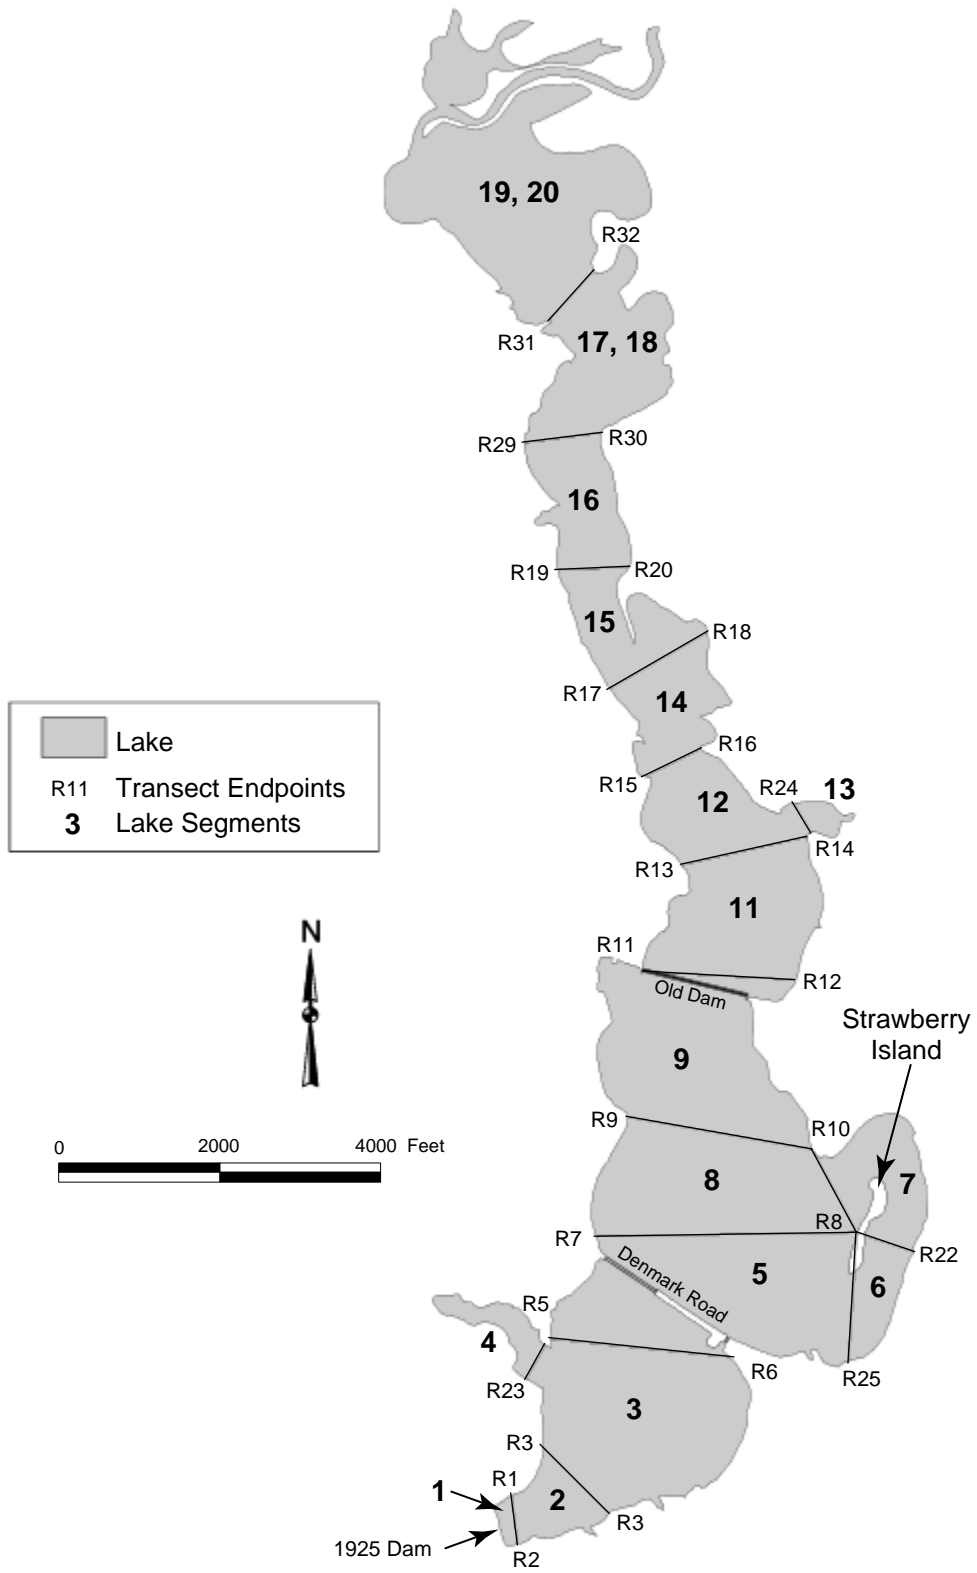 19, 20
R32
R31
17, 18
R29
R30
16
R19
R20
15
R18
R17
14
R16
R15
12
R24
13
R14
R13
Lake
R11 Transect Endpoints
3 Lake Segments
11
N
R11
R12
Old Dam
Strawberry
Island
9
R9
R10
0 2000 4000 Feet
8
7
R8
R7
R22
Denmark Road
5
6
R5
4
R6
R25
R23
3
R3
R1
1
2
R3
1925 Dam
R2